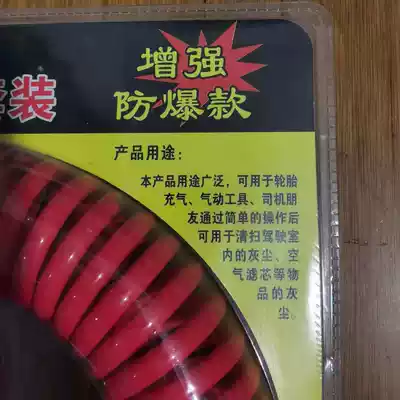 增强
套装
防爆款
产品用途：
本产品用途广泛，可用于轮胎
充气、气动工具、司机朋
友通过简单的操作后
可用于清扫驾驶室
内的灰尘、空
气滤芯等物
品的灰
尘。